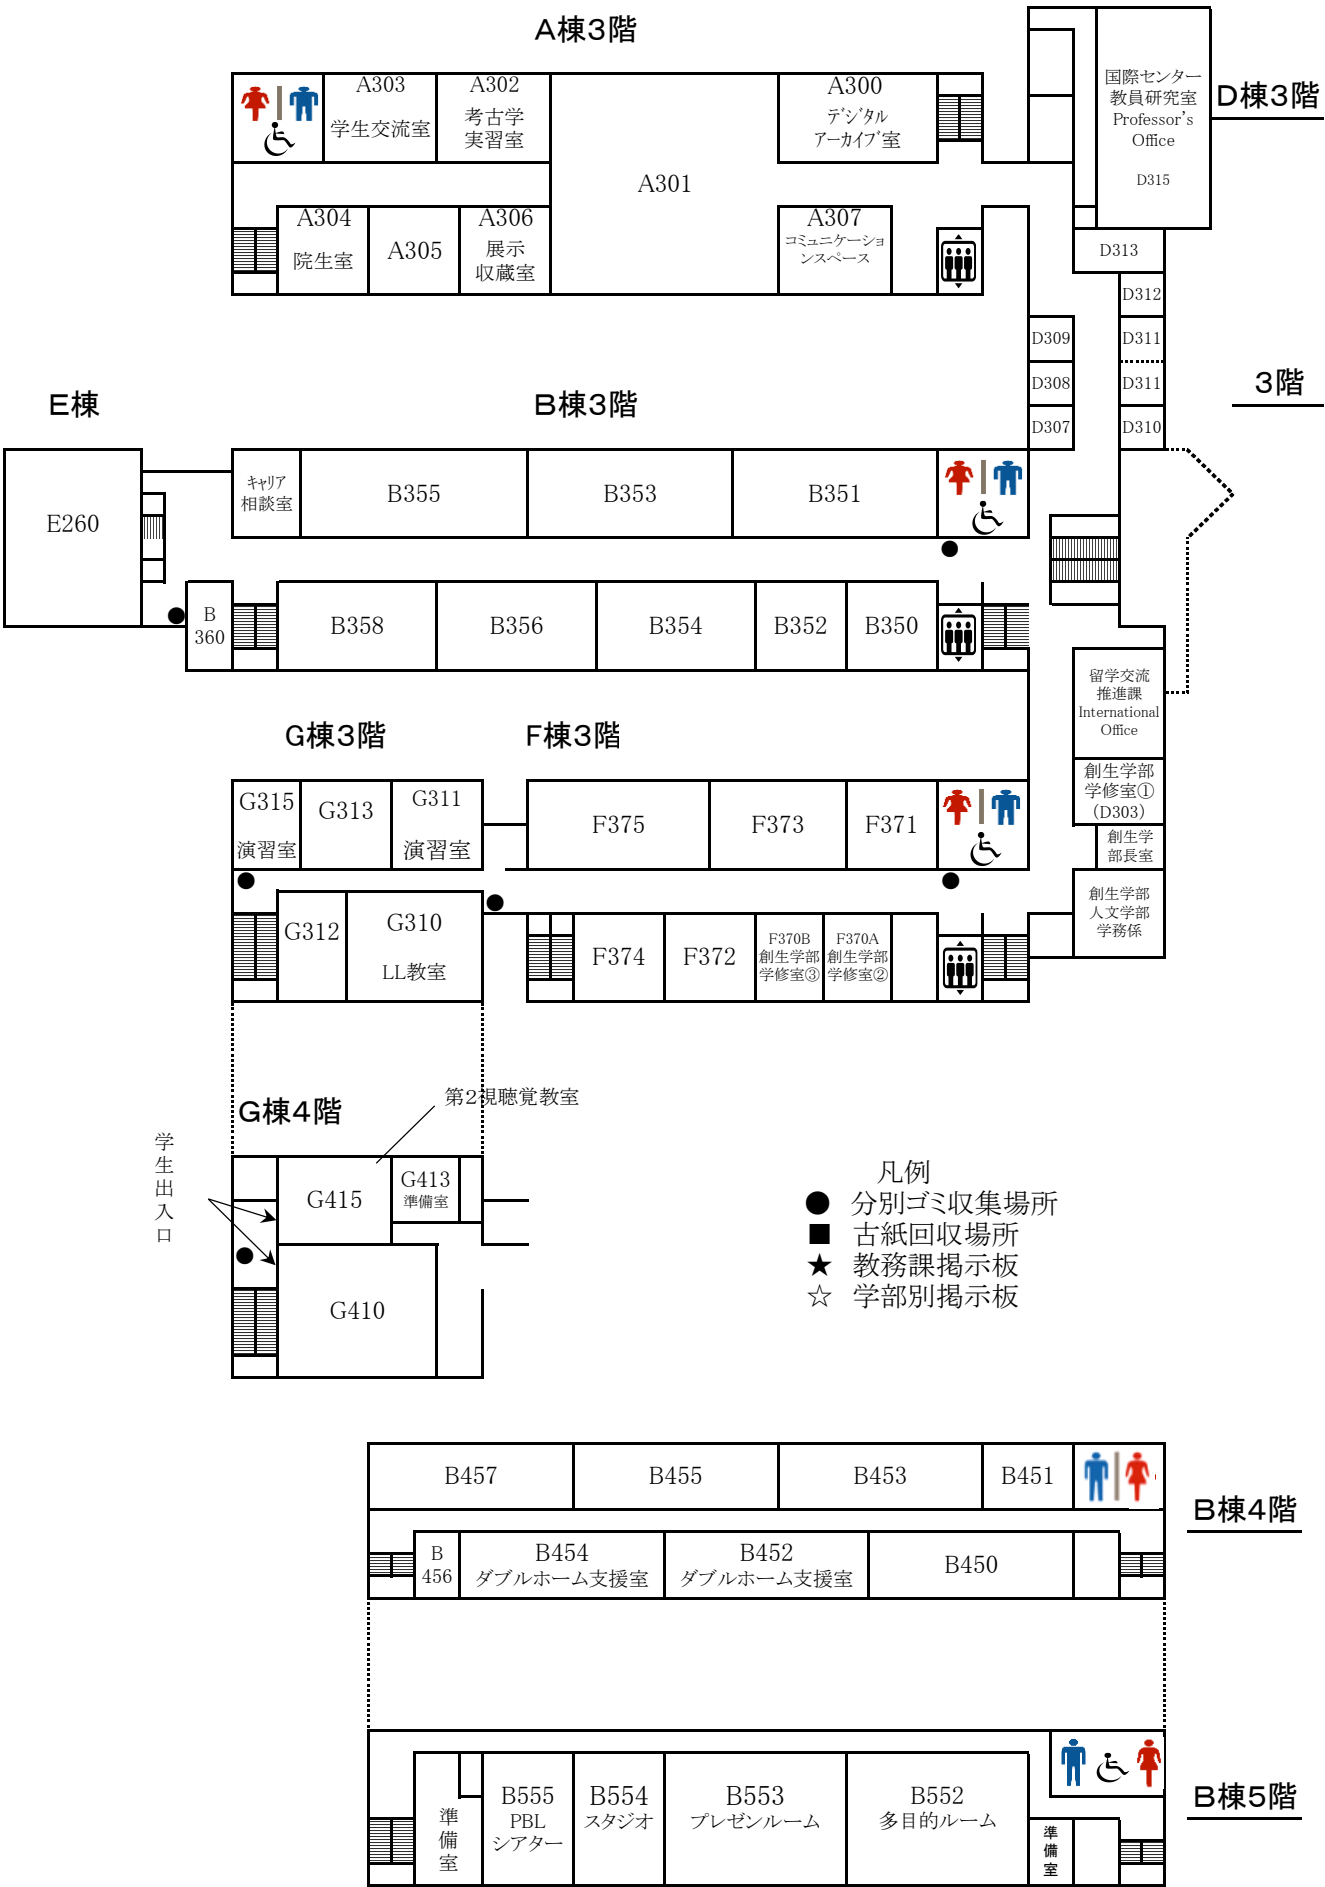 A棟3階
A303
学生交流室
A302
考古学
実習室
A301
A300
デジタル
アーカイブ室
国際センター
教員研究室
Professor's
Office
D315
D棟3階
A304
院生室
A305
A306
展示
収蔵室
A307
コミュニケーショ
ンスペース
D313
D312
D309
D311
D308
D311
D307
D310
3階
E棟
B棟3階
E260
キャリア
相談室
B355
B353
B351
B
360
B358
B356
B354
B352
B350
留学交流
推進課
International
Office
創生学部
学修室①
(D303)
創生学
部長室
創生学部
人文学部
学務係
G棟3階
F棟3階
G315
演習室
G313
G311
演習室
F375
F373
F371
G312
G310
LL教室
F374
F372
F370B
創生学部
学修室③
F370A
創生学部
学修室②
G棟4階
第2視聴覚教室
学生出入口
G415
G413
準備室
G410
凡例
● 分別ゴミ収集場所
■ 古紙回収場所
★ 教務課掲示板
☆ 学部別掲示板
B457
B455
B453
B451
B棟4階
B
456
B454
ダブルホーム支援室
B452
ダブルホーム支援室
B450
準備室
B555
PBL
シアター
B554
スタジオ
B553
プレゼンルーム
B552
多目的ルーム
準備室
B棟5階